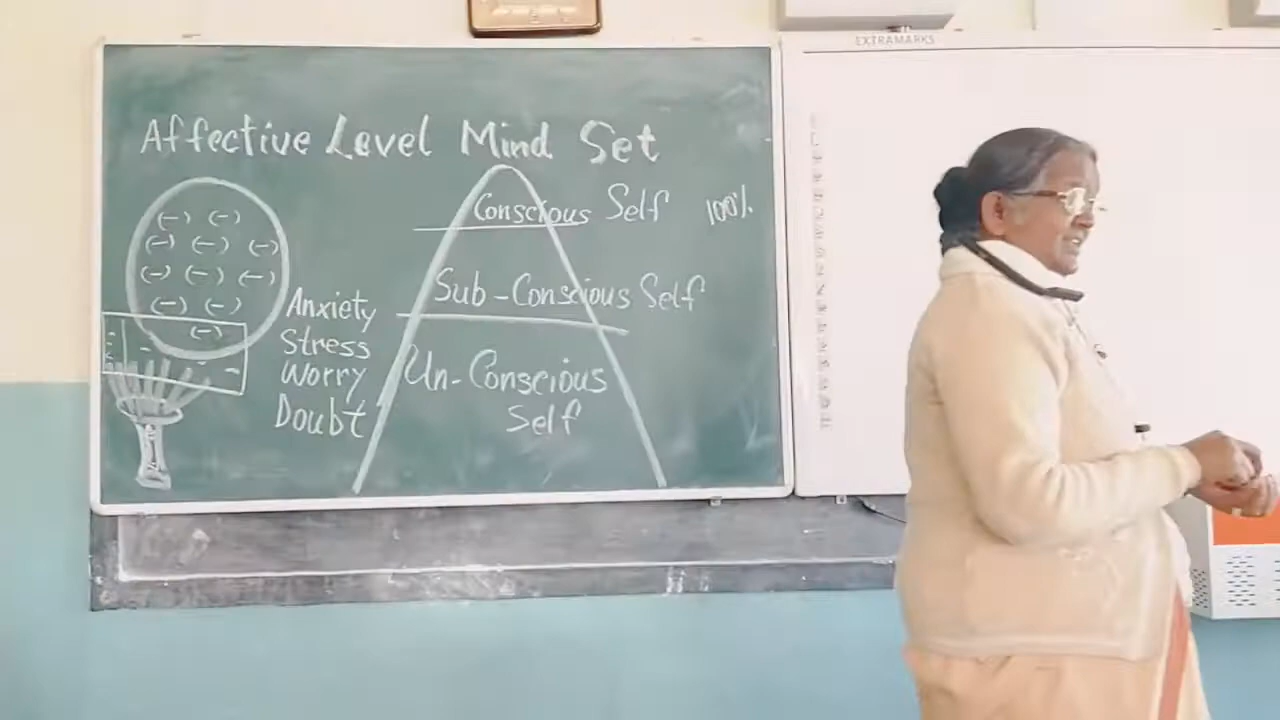 EXTRAMARKS
Affective Level Mind Set
Conscious Self 100%
Sub-Conscious Self
Un-Conscious
Self
(-) (-)
(-) (-) (-)
(-) (-) (-)
(-) (-)
(-)
Anxiety
Stress
Worry
Doubt